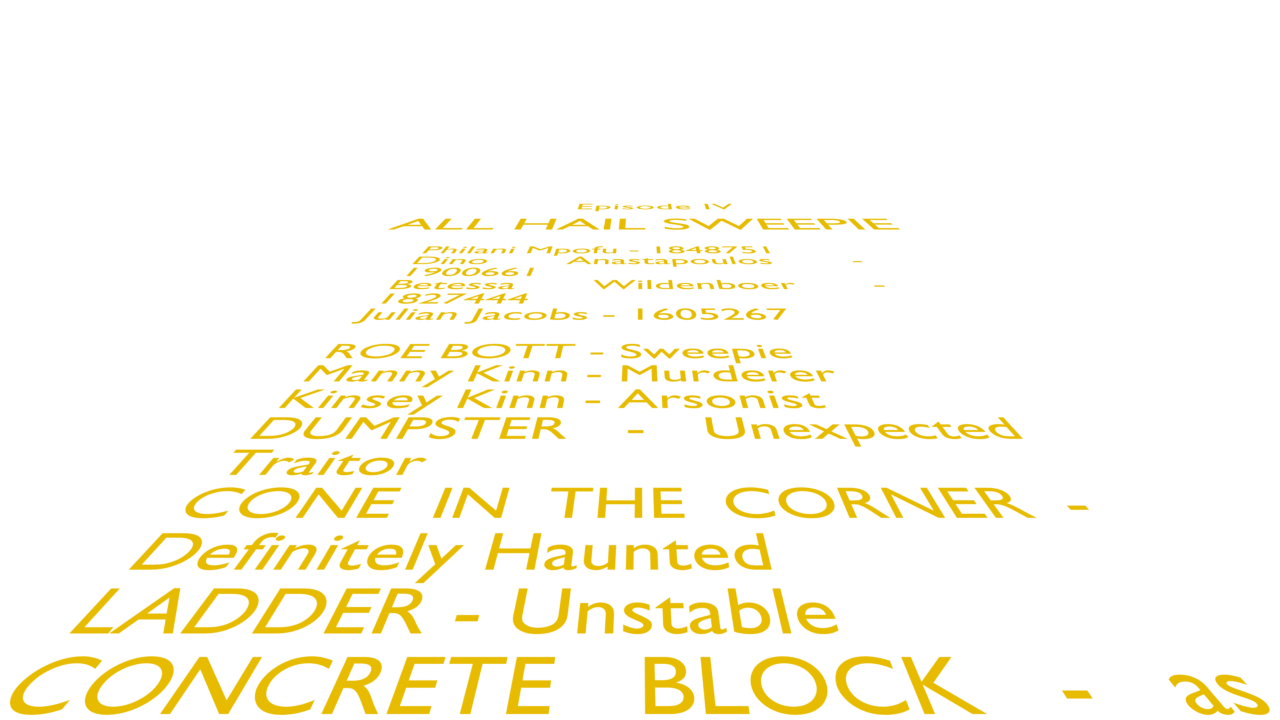 Episode IV
ALL HAIL SWEEPIE
Philani Mpofu - 1848751
Dino Anastapoulos -
1900661
Betessa Wildenboer -
1827444
Julian Jacobs - 1605267
ROE BOTT - Sweepie
Manny Kinn - Murderer
Kinsey Kinn - Arsonist
DUMPSTER - Unexpected
Traitor
CONE IN THE CORNER -
Definitely Haunted
LADDER - Unstable
CONCRETE BLOCK - as